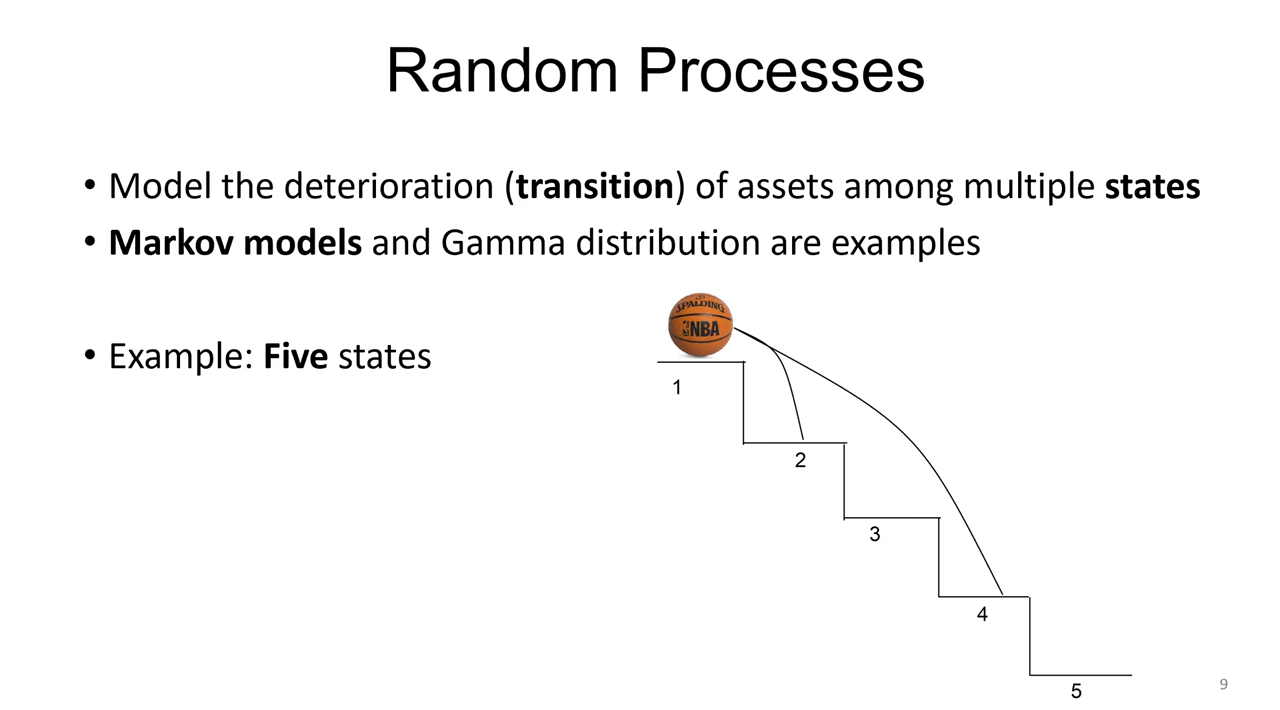 Random Processes
• Model the deterioration (transition) of assets among multiple states
• Markov models and Gamma distribution are examples
• Example: Five states
SPALDING
NBA
1
2
3
4
5
9